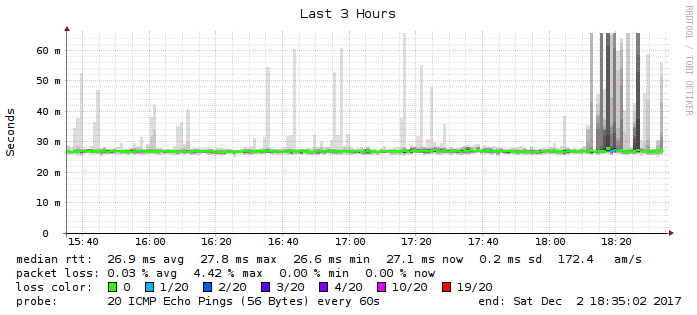 Last 3 Hours
RRDTOOL / TOBI OETIKER
Seconds
60 m
50 m
40 m
30 m
20 m
10 m
0
15:40 16:00 16:20 16:40 17:00 17:20 17:40 18:00 18:20
median rtt: 26.9 ms avg 27.8 ms max 26.6 ms min 27.1 ms now 0.2 ms sd 172.4 am/s
packet loss: 0.03 % avg 4.42 % max 0.00 % min 0.00 % now
loss color: 0 1/20 2/20 3/20 4/20 10/20 19/20
probe: 20 ICMP Echo Pings (56 Bytes) every 60s end: Sat Dec 2 18:35:02 2017